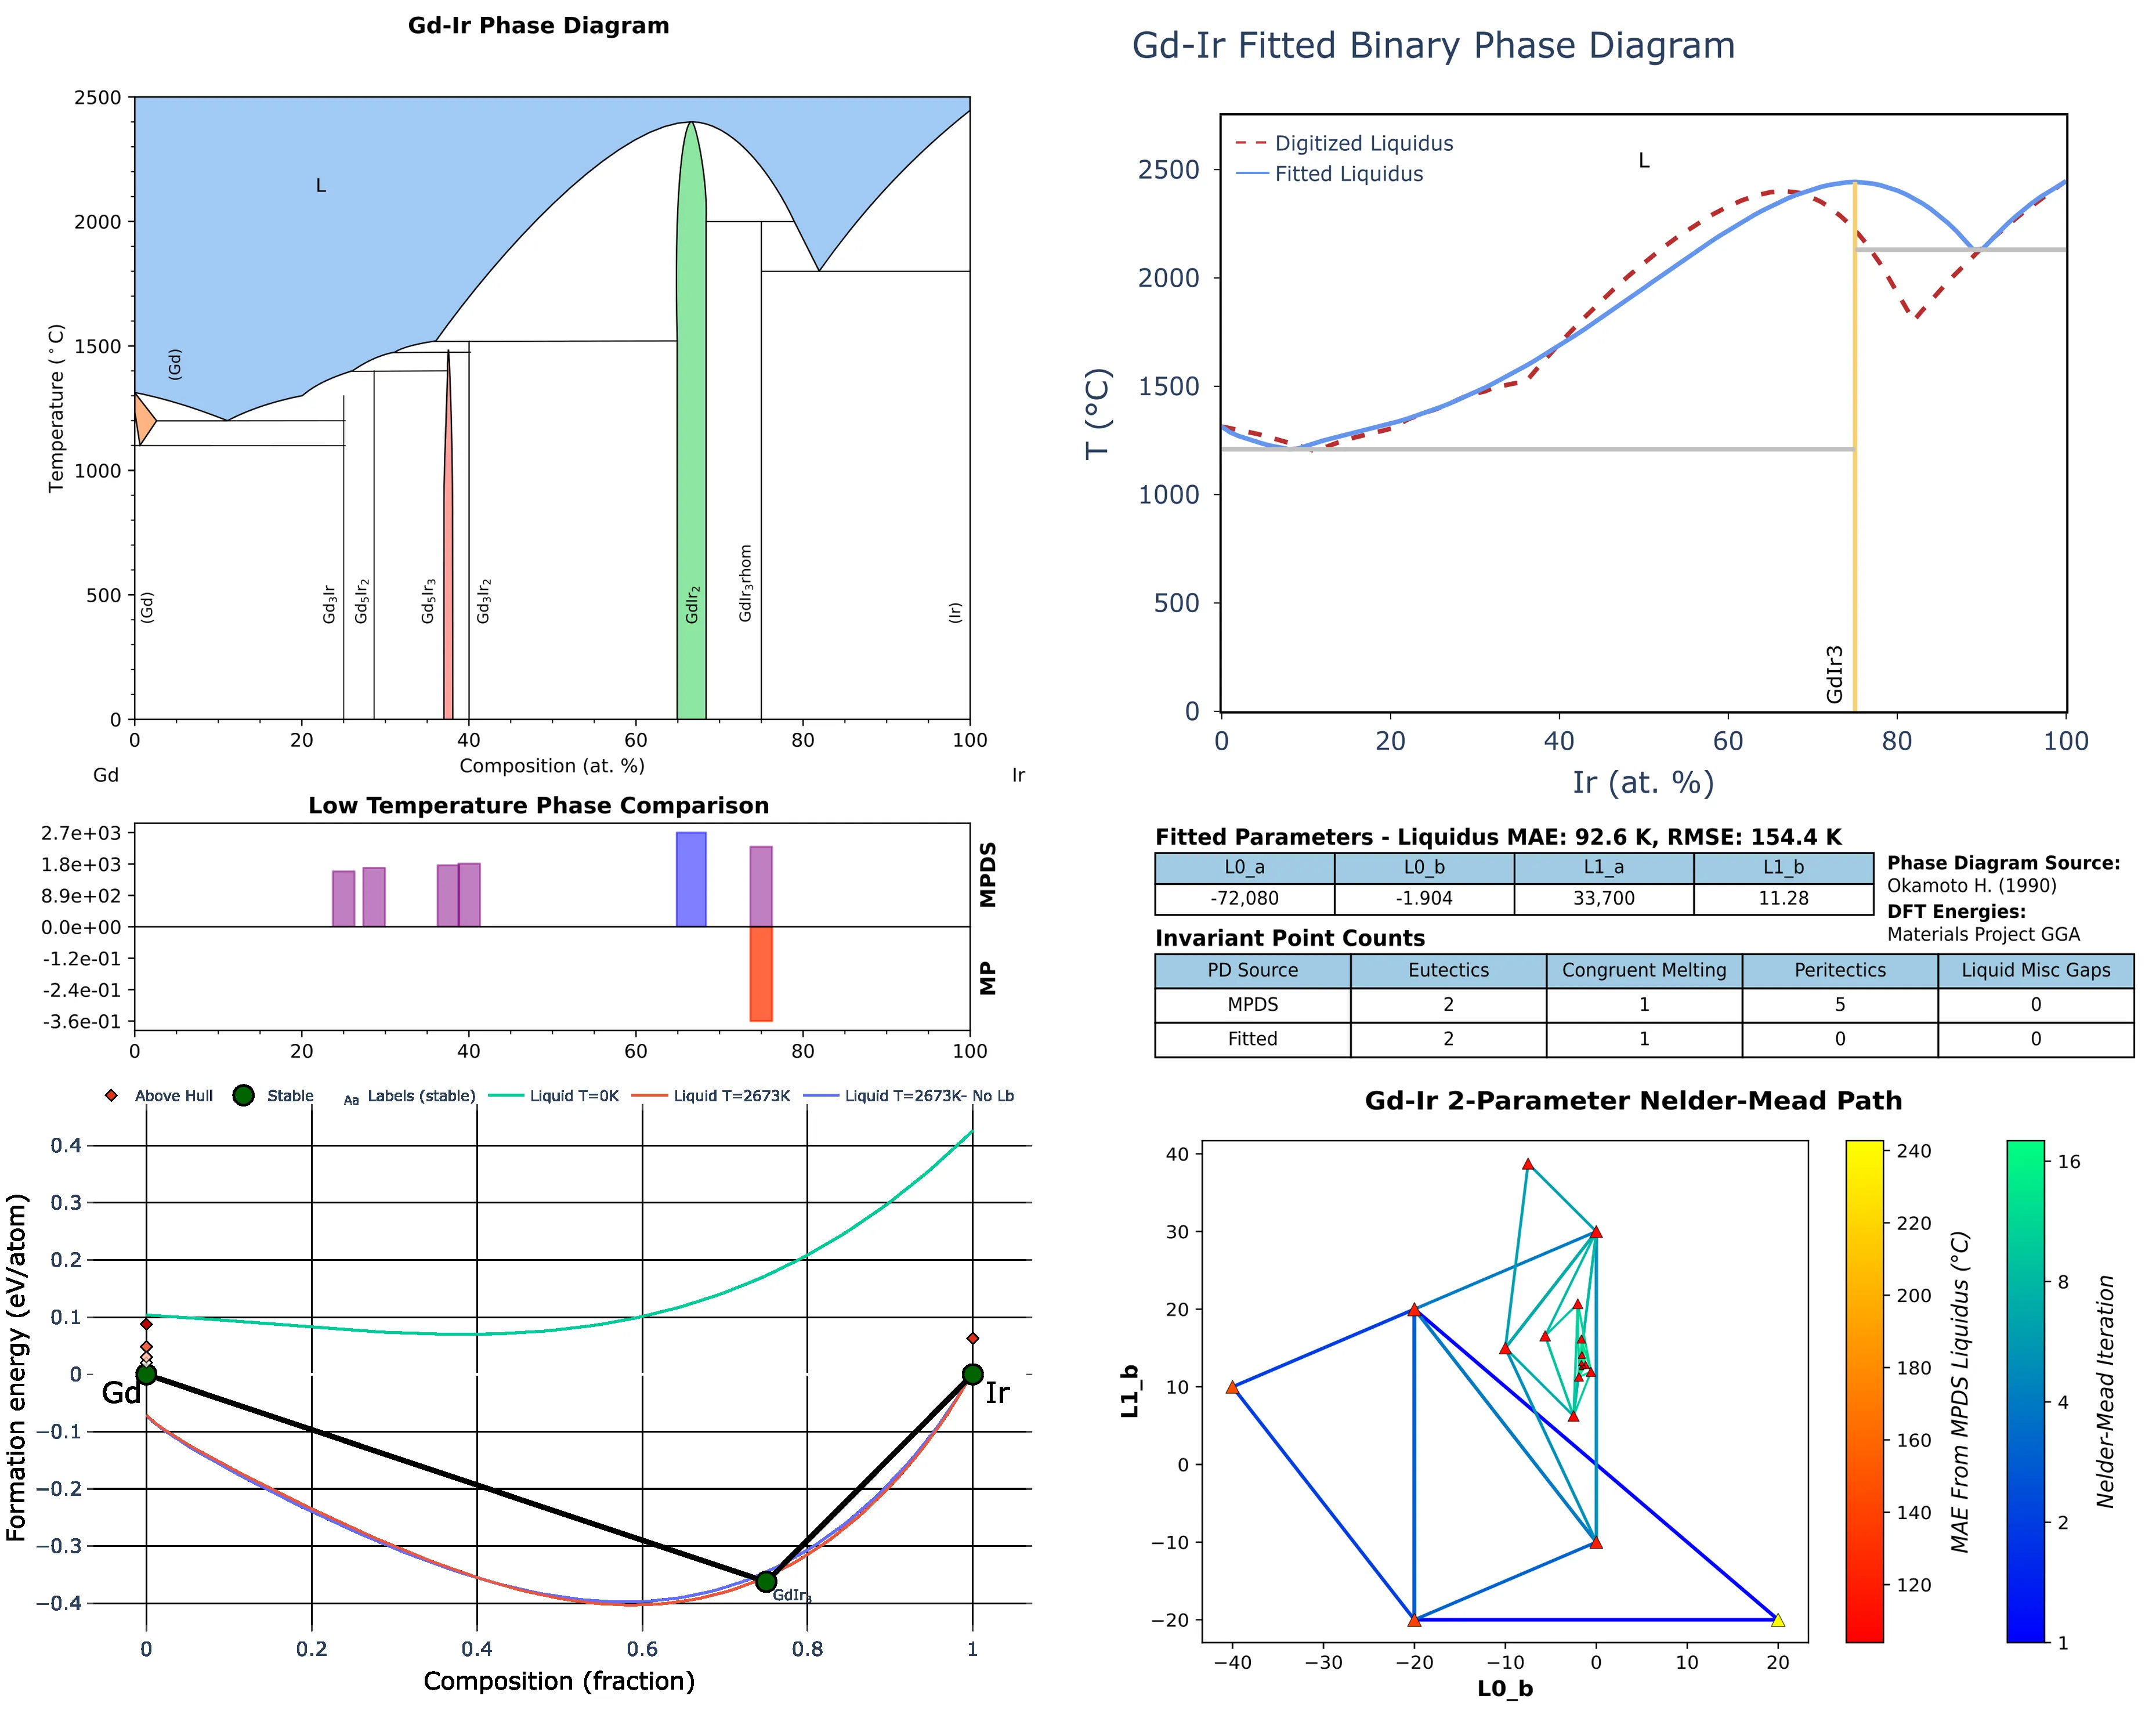 Gd-Ir Phase Diagram
2500
2000
1500
1000
500
0
Temperature (°C)
L
(Gd)
(Gd)
Gd3Ir
Gd5Ir2
Gd5Ir3
Gd3Ir2
GdIr2
GdIr3rhom
(Ir)
0 20 40 60 80 100
Composition (at. %)
Gd Ir
Gd-Ir Fitted Binary Phase Diagram
Digitized Liquidus
Fitted Liquidus
L
2500
2000
1500
1000
500
0
T (°C)
GdIr3
0 20 40 60 80 100
Ir (at. %)
Low Temperature Phase Comparison
2.7e+03
1.8e+03
8.9e+02
0.0e+00
-1.2e-01
-2.4e-01
-3.6e-01
MPDS
MP
0 20 40 60 80 100
Fitted Parameters - Liquidus MAE: 92.6 K, RMSE: 154.4 K
L0_a L0_b L1_a L1_b
-72,080 -1.904 33,700 11.28
Phase Diagram Source:
Okamoto H. (1990)
DFT Energies:
Materials Project GGA
Invariant Point Counts
PD Source Eutectics Congruent Melting Peritectics Liquid Misc Gaps
MPDS 2 1 5 0
Fitted 2 1 0 0
Above Hull Stable Aa Labels (stable) Liquid T=0K Liquid T=2673K Liquid T=2673K- No Lb
0.4
0.3
0.2
0.1
0
−0.1
−0.2
−0.3
−0.4
Formation energy (eV/atom)
Gd
Ir
GdIr3
0 0.2 0.4 0.6 0.8 1
Composition (fraction)
Gd-Ir 2-Parameter Nelder-Mead Path
40
30
20
10
0
−10
−20
L1_b
−40 −30 −20 −10 0 10 20
L0_b
240
220
200
180
160
140
120
MAE From MPDS Liquidus (°C)
16
8
4
2
1
Nelder-Mead Iteration